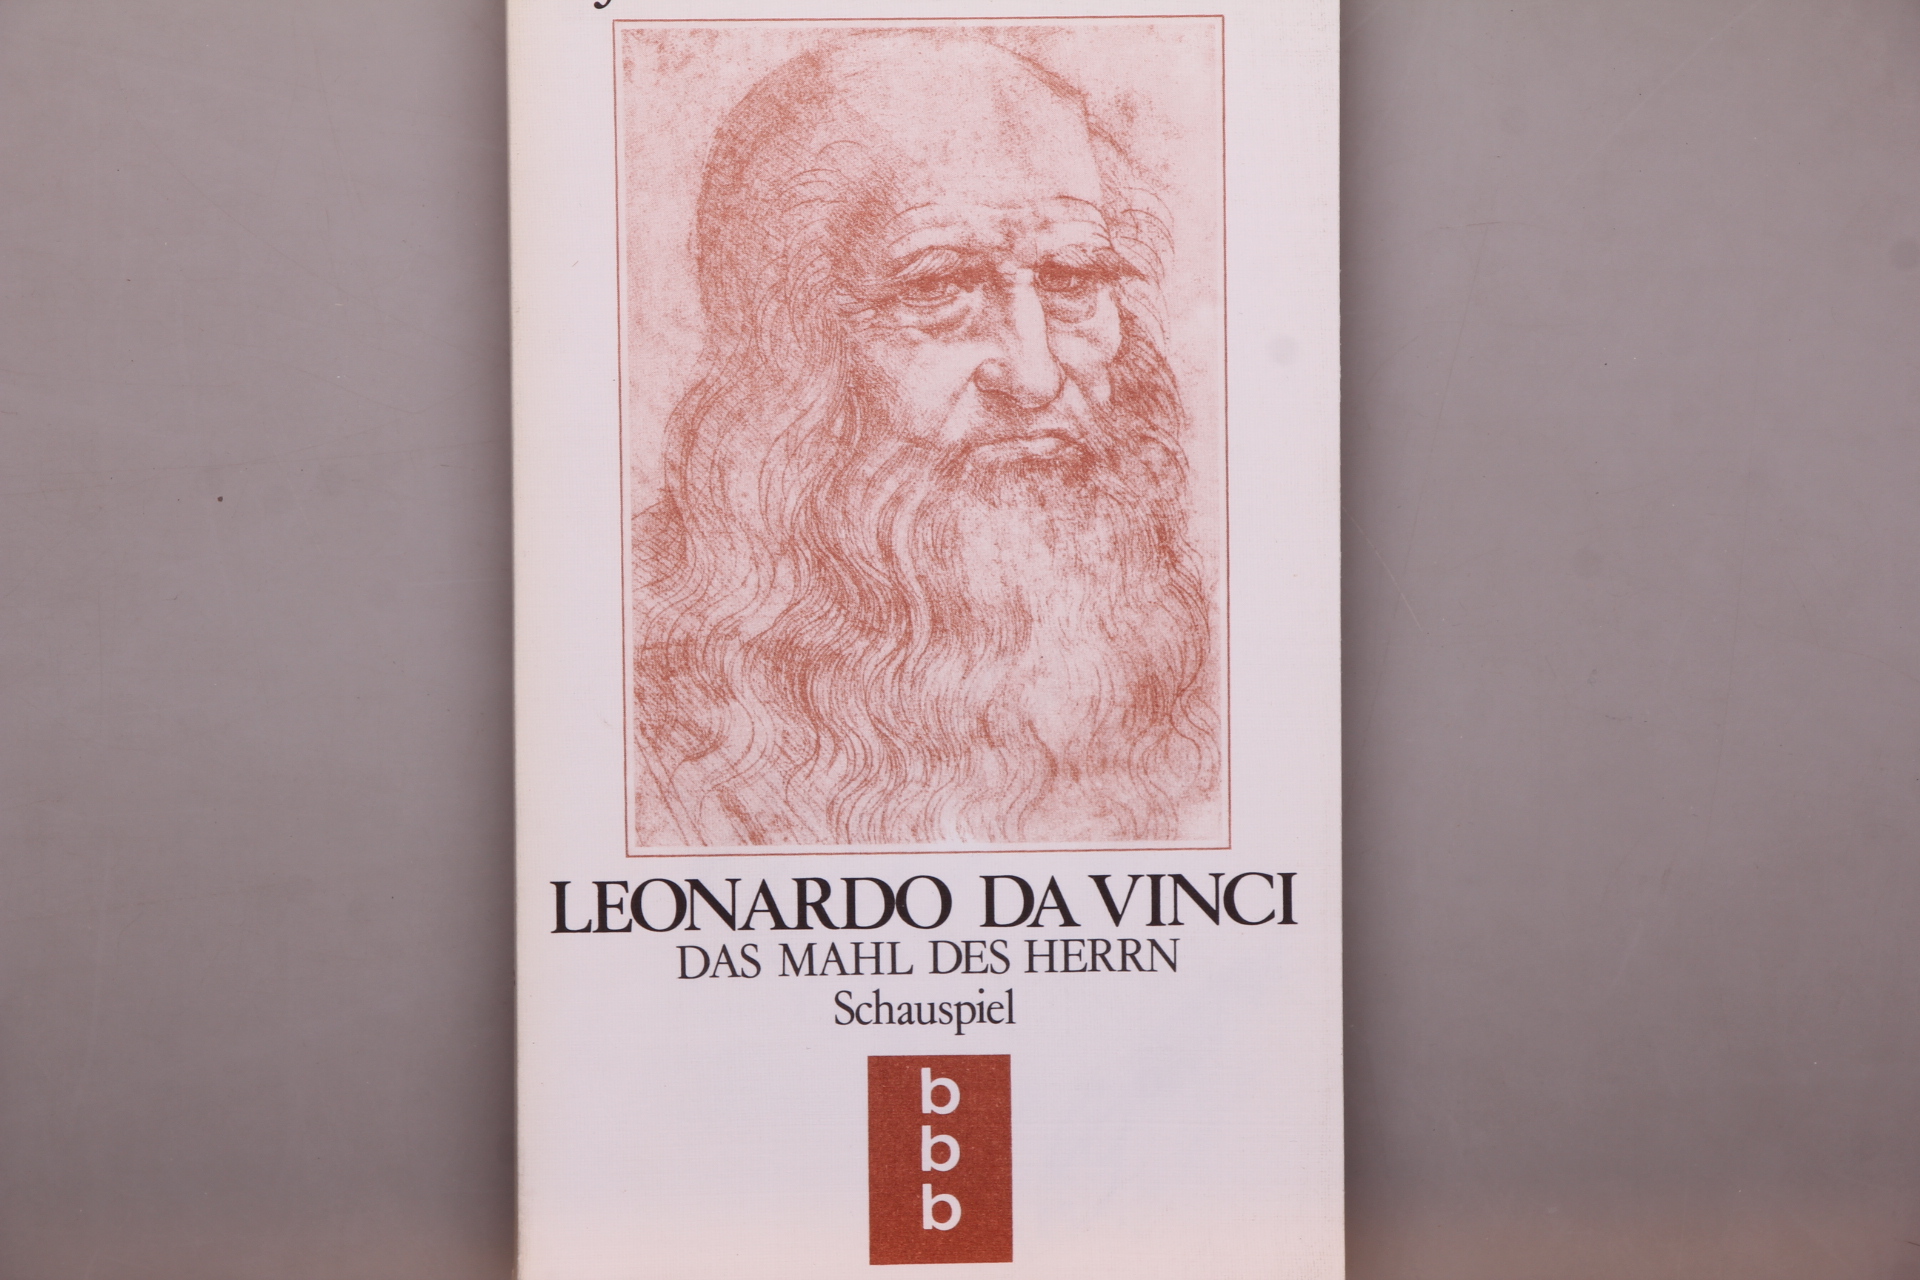 LEONARDO DA VINCI
DAS MAHL DES HERRN
Schauspiel
b
b
b